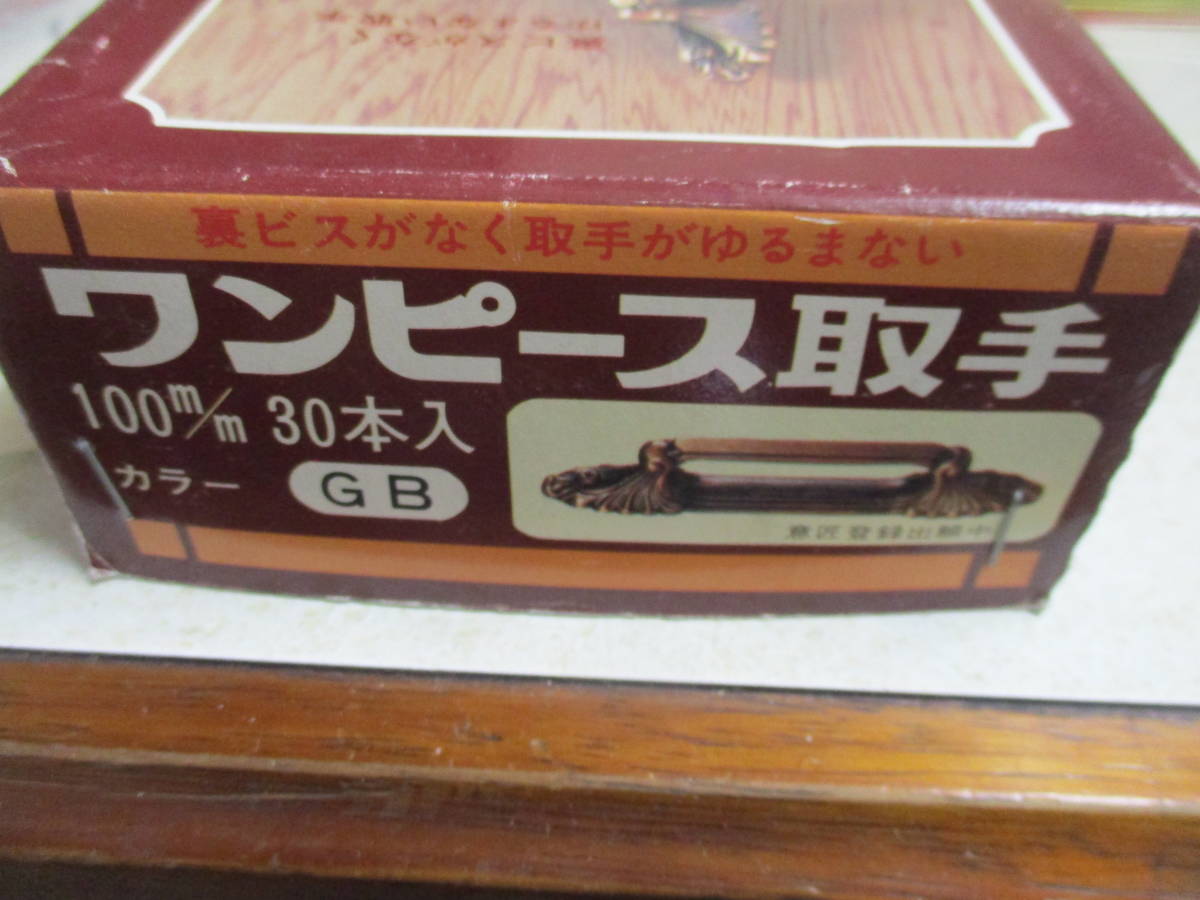 裏ビスがなく取手がゆるまない
ワンピース取手
100m/m 30本入
カラー GB
意匠登録出願中